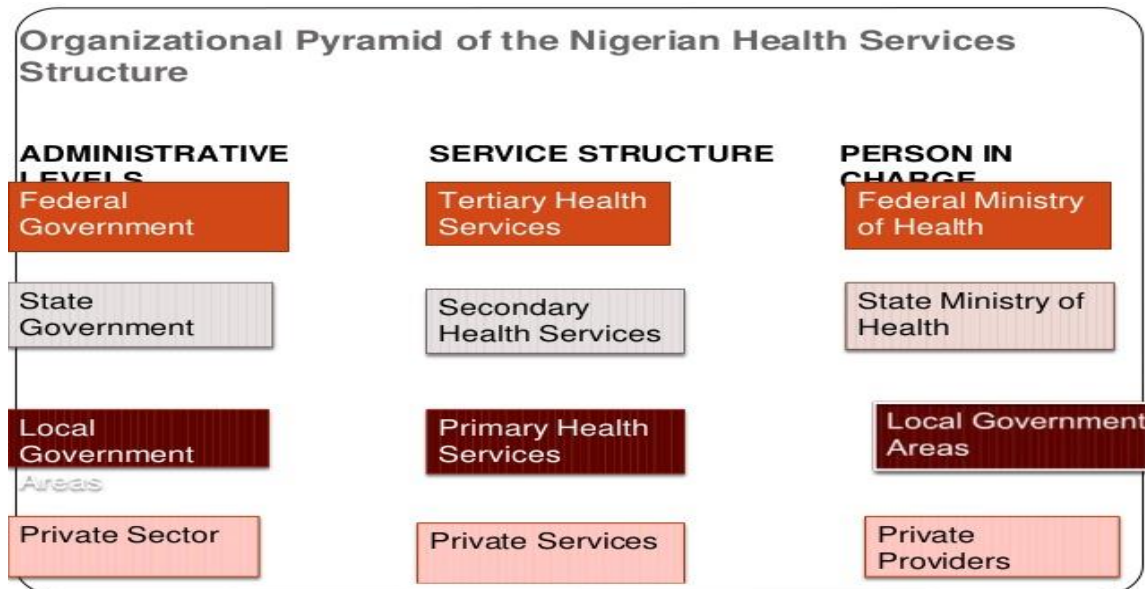 Organizational Pyramid of the Nigerian Health Services
Structure
ADMINISTRATIVE
LEVELS
SERVICE STRUCTURE
PERSON IN
CHARGE
Federal
Government
Tertiary Health
Services
Federal Ministry
of Health
State
Government
Secondary
Health Services
State Ministry of
Health
Local
Government
Areas
Primary Health
Services
Local Government
Areas
Private Sector
Private Services
Private
Providers